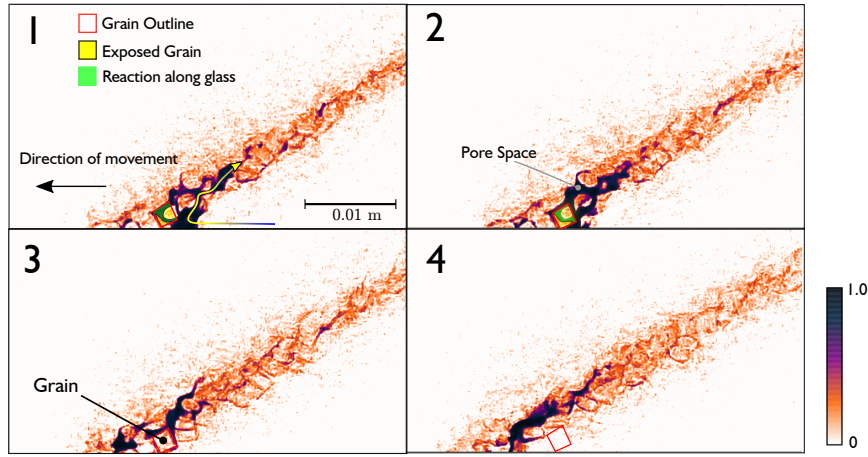 1
Grain Outline
Exposed Grain
Reaction along glass
Direction of movement
0.01 m
2
Pore Space
3
Grain
4
1.0
0